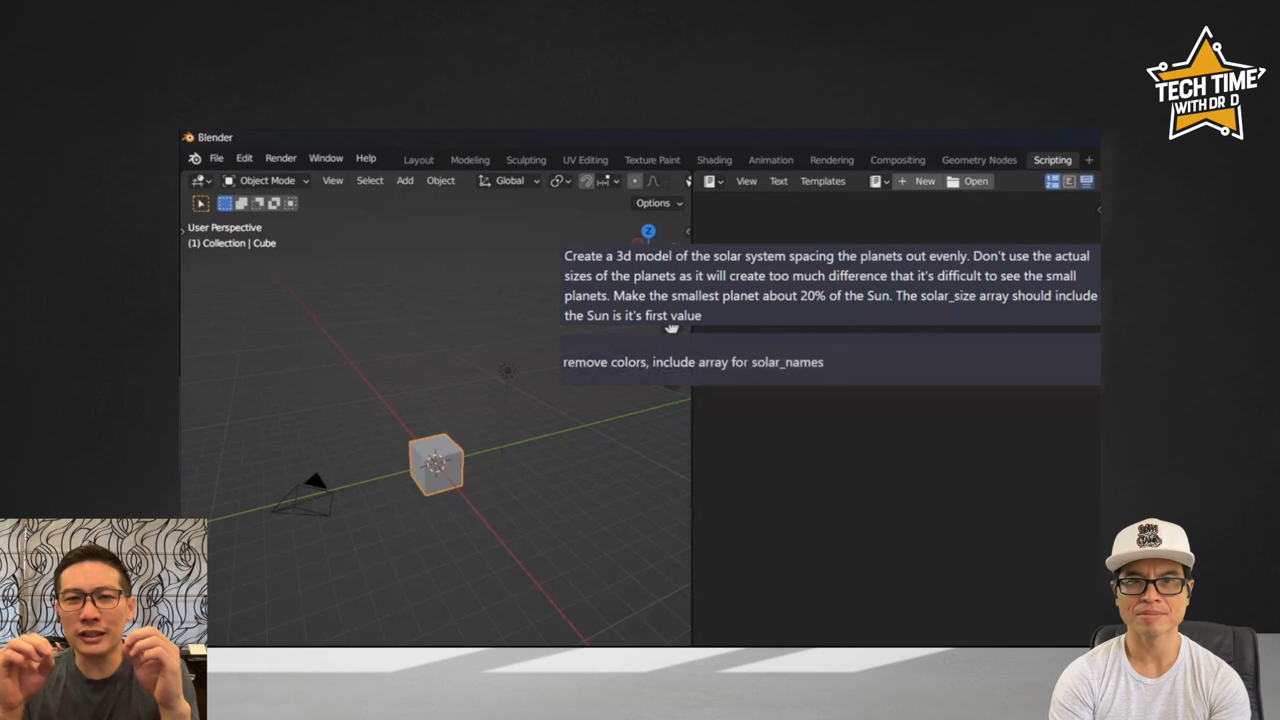 TECH TIME
WITH DR D
Blender
File Edit Render Window Help Layout Modeling Sculpting UV Editing Texture Paint Shading Animation Rendering Compositing Geometry Nodes Scripting +
Object Mode View Select Add Object Global View Text Templates + New Open
Options
User Perspective
(1) Collection | Cube
Z
Create a 3d model of the solar system spacing the planets out evenly. Don't use the actual
sizes of the planets as it will create too much difference that it's difficult to see the small
planets. Make the smallest planet about 20% of the Sun. The solar_size array should include
the Sun is it's first value
remove colors, include array for solar_names